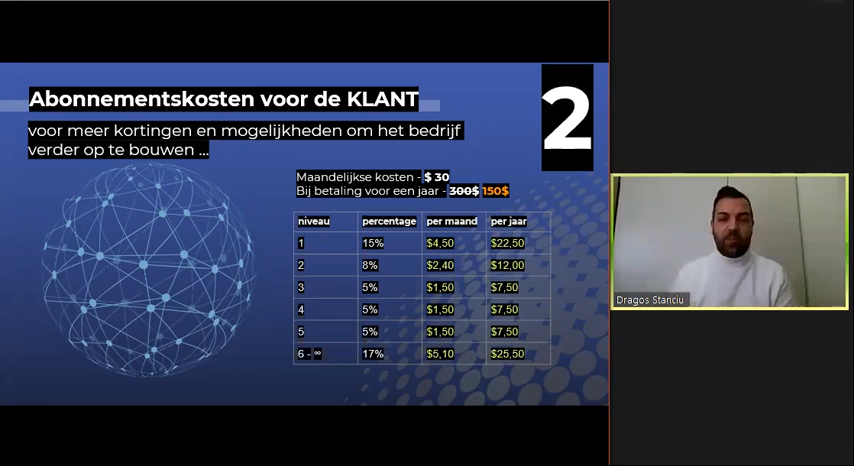 Abonnementskosten voor de KLANT
voor meer kortingen en mogelijkheden om het bedrijf
verder op te bouwen ...
2
Maandelijkse kosten - $ 30
Bij betaling voor een jaar - 300$ 150$
niveau percentage per maand per jaar
1 15% $4,50 $22,50
2 8% $2,40 $12,00
3 5% $1,50 $7,50
4 5% $1,50 $7,50
5 5% $1,50 $7,50
6 - ∞ 17% $5,10 $25,50
Dragos Stanciu